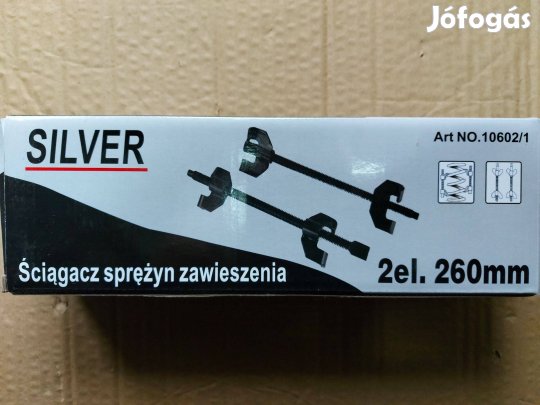 Jófogás
SILVER
Art NO.10602/1
Ściągacz sprężyn zawieszenia
2el. 260mm